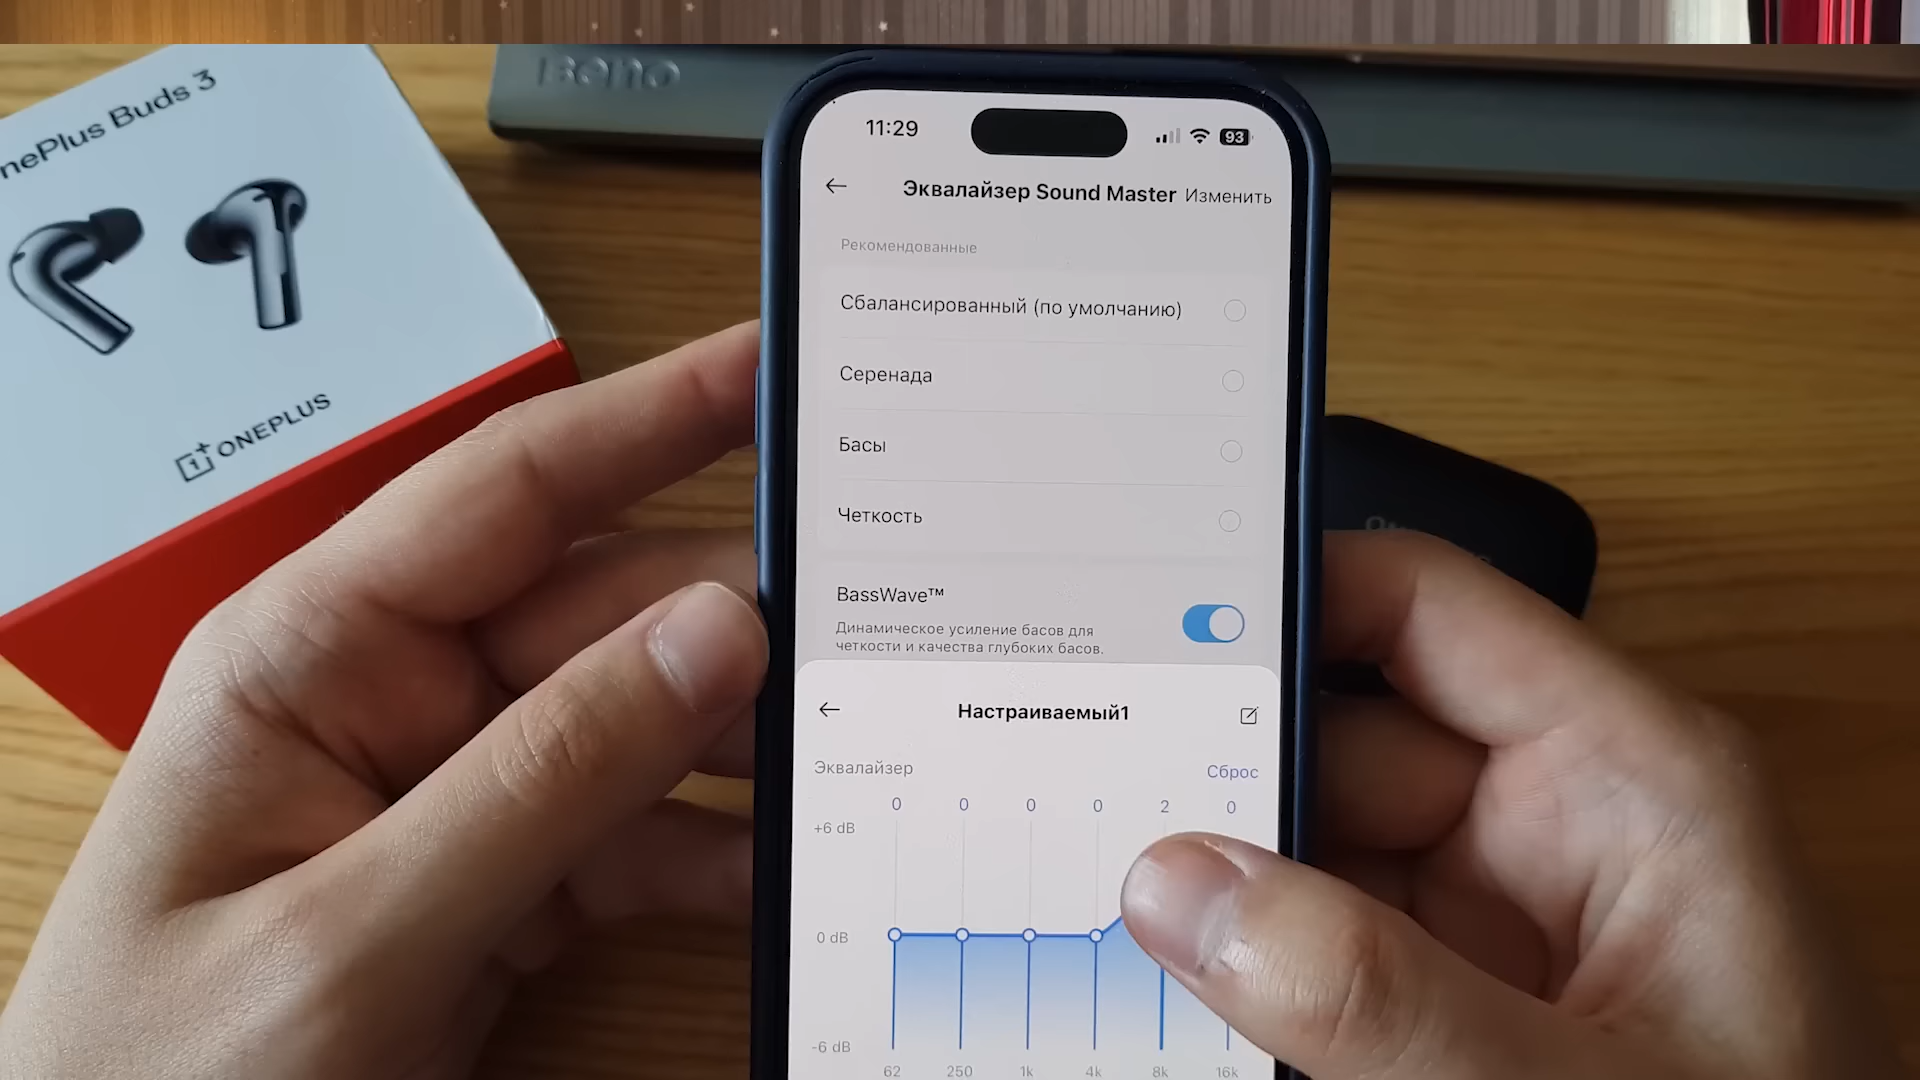 nePlus Buds 3
ONEPLUS
BenQ
11:29
93
Эквалайзер Sound Master
Изменить
Рекомендованные
Сбалансированный (по умолчанию)
Серенада
Басы
Четкость
BassWave™
Динамическое усиление басов для
четкости и качества глубоких басов.
Настраиваемый1
Эквалайзер
Сброс
0 0 0 0 2 0
+6 dB
0 dB
-6 dB
62 250 1k 4k 8k 16k